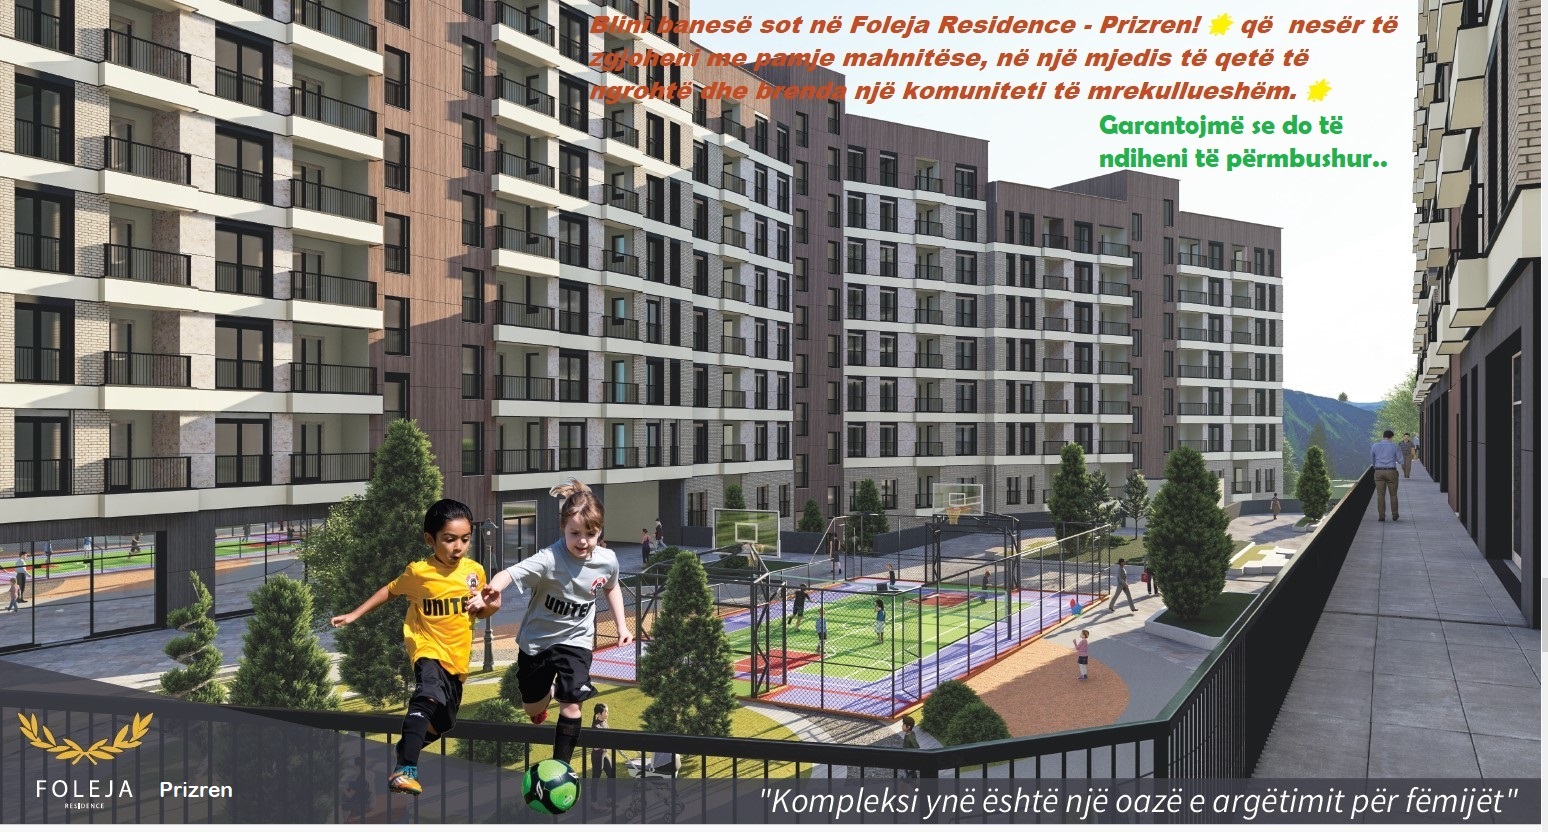 Blini banesë sot në Foleja Residence - Prizren! që nesër të
zgjoheni me pamje mahnitëse, në një mjedis të qetë të
ngrohtë dhe brenda një komuniteti të mrekullueshëm.
Garantojmë se do të
ndiheni të përmbushur..
UNITE
UNITE
FOLEJA
RESIDENCE
Prizren
"Kompleksi ynë është një oazë e argëtimit për fëmijët"